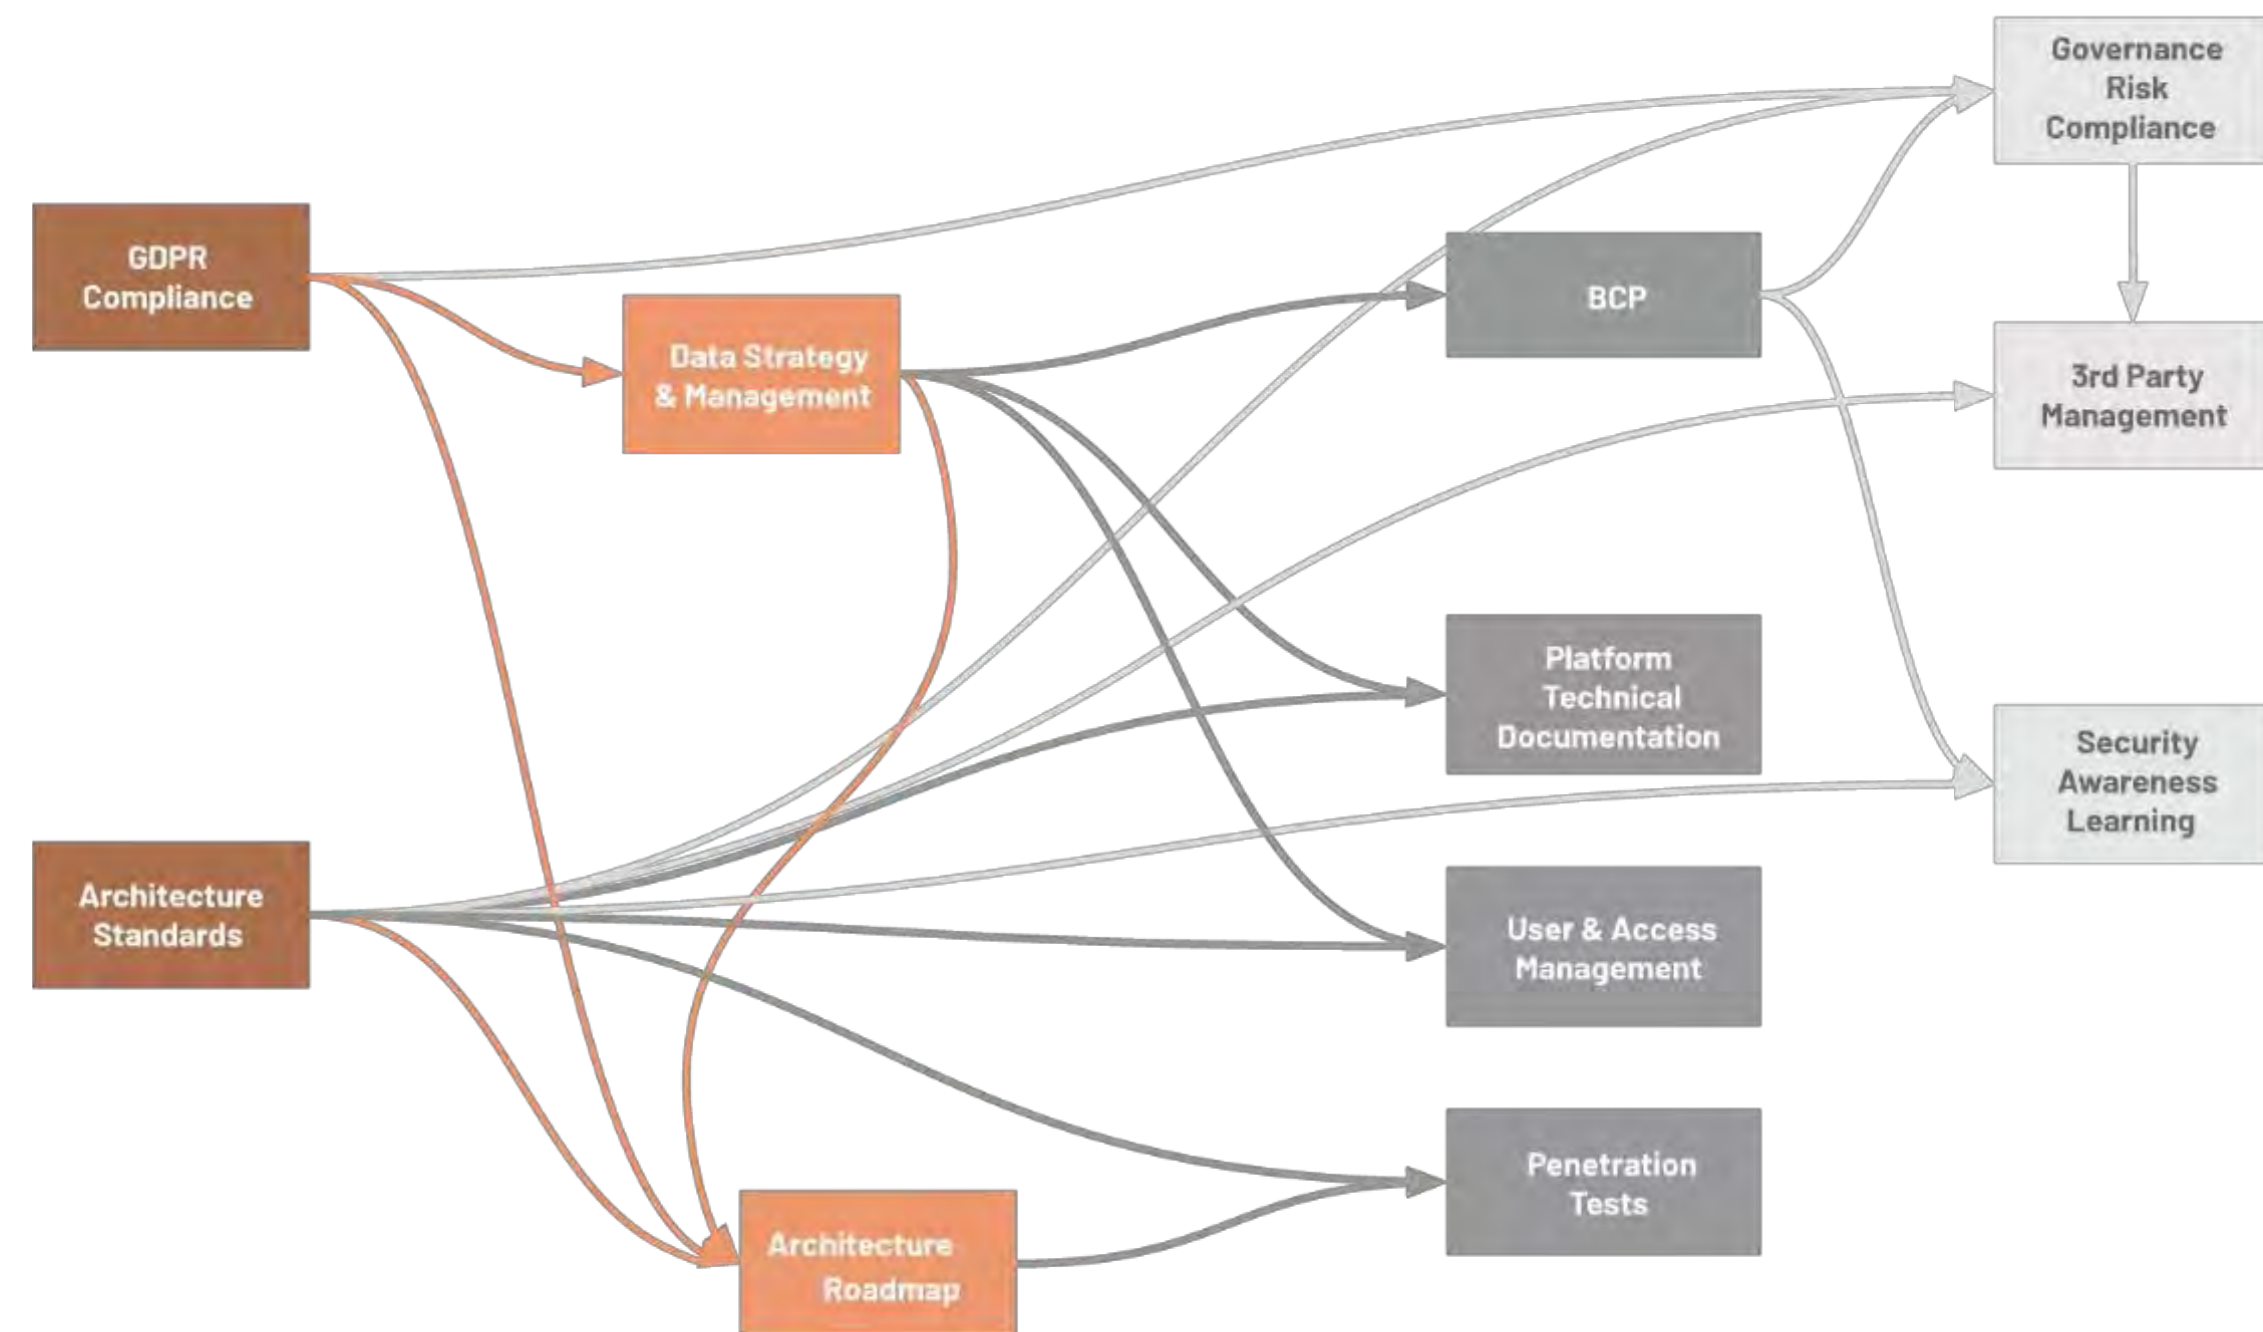 GDPR
Compliance
Data Strategy
& Management
Architecture
Standards
Architecture
Roadmap
BCP
Platform
Technical
Documentation
User & Access
Management
Penetration
Tests
Governance
Risk
Compliance
3rd Party
Management
Security
Awareness
Learning